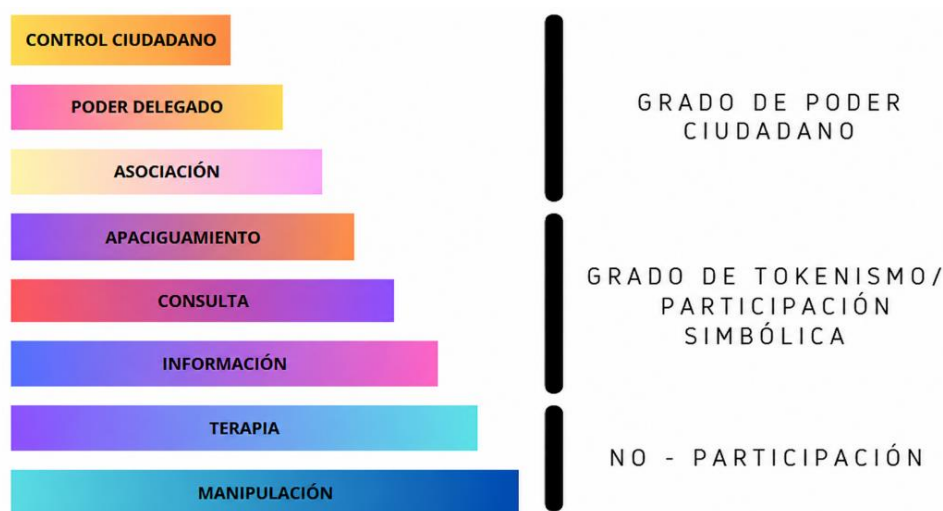 CONTROL CIUDADANO
PODER DELEGADO
ASOCIACIÓN
GRADO DE PODER
CIUDADANO
APACIGUAMIENTO
CONSULTA
INFORMACIÓN
GRADO DE TOKENISMO/
PARTICIPACIÓN
SIMBÓLICA
TERAPIA
MANIPULACIÓN
NO - PARTICIPACIÓN